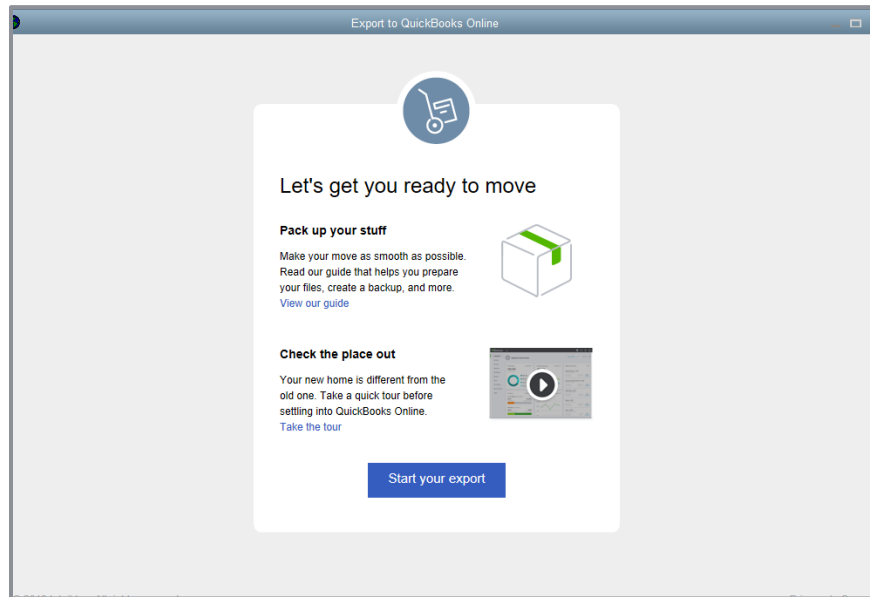 Export to QuickBooks Online
Let's get you ready to move
Pack up your stuff
Make your move as smooth as possible.
Read our guide that helps you prepare
your files, create a backup, and more.
View our guide
Check the place out
Your new home is different from the
old one. Take a quick tour before
settling into QuickBooks Online.
Take the tour
Start your export